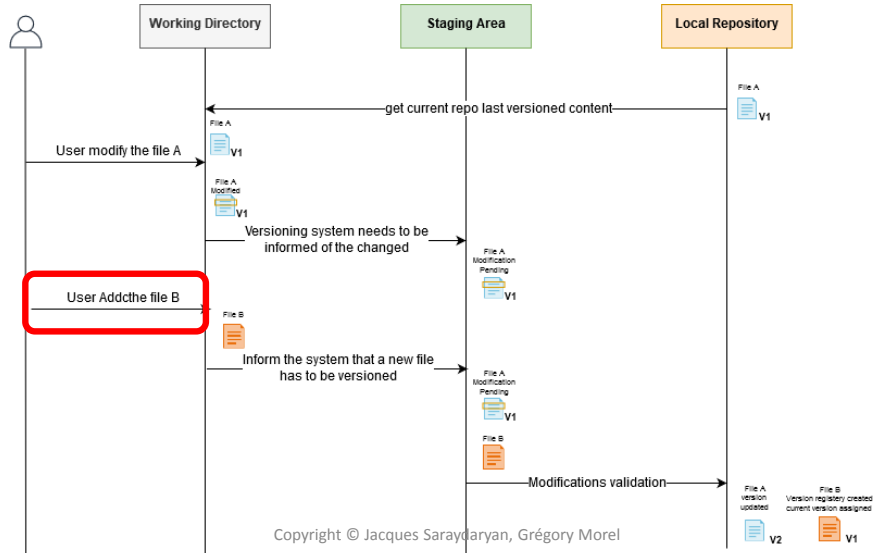 Working Directory
Staging Area
Local Repository
File A
V1
get current repo last versioned content
File A
V1
User modify the file A
File A
Modified
V1
Versioning system needs to be
informed of the changed
File A
Modification
Pending
V1
User Addcthe file B
File B
Inform the system that a new file
has to be versioned
File A
Modification
Pending
V1
File B
Modifications validation
File A
version
updated
V2
File B
Version registery created
current version assigned
V1
Copyright © Jacques Saraydaryan, Grégory Morel